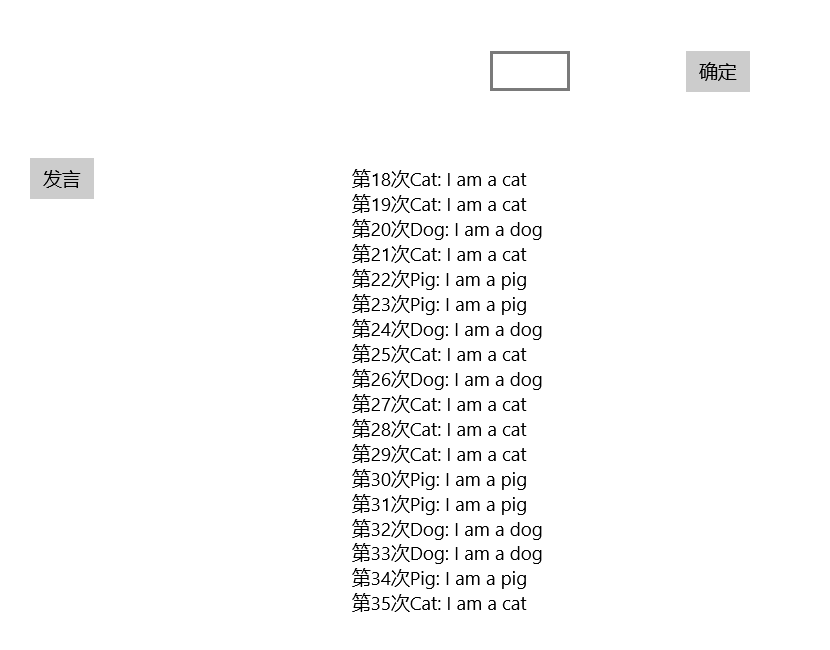 确定
发言
第18次Cat: I am a cat
第19次Cat: I am a cat
第20次Dog: I am a dog
第21次Cat: I am a cat
第22次Pig: I am a pig
第23次Pig: I am a pig
第24次Dog: I am a dog
第25次Cat: I am a cat
第26次Dog: I am a dog
第27次Cat: I am a cat
第28次Cat: I am a cat
第29次Cat: I am a cat
第30次Pig: I am a pig
第31次Pig: I am a pig
第32次Dog: I am a dog
第33次Dog: I am a dog
第34次Pig: I am a pig
第35次Cat: I am a cat